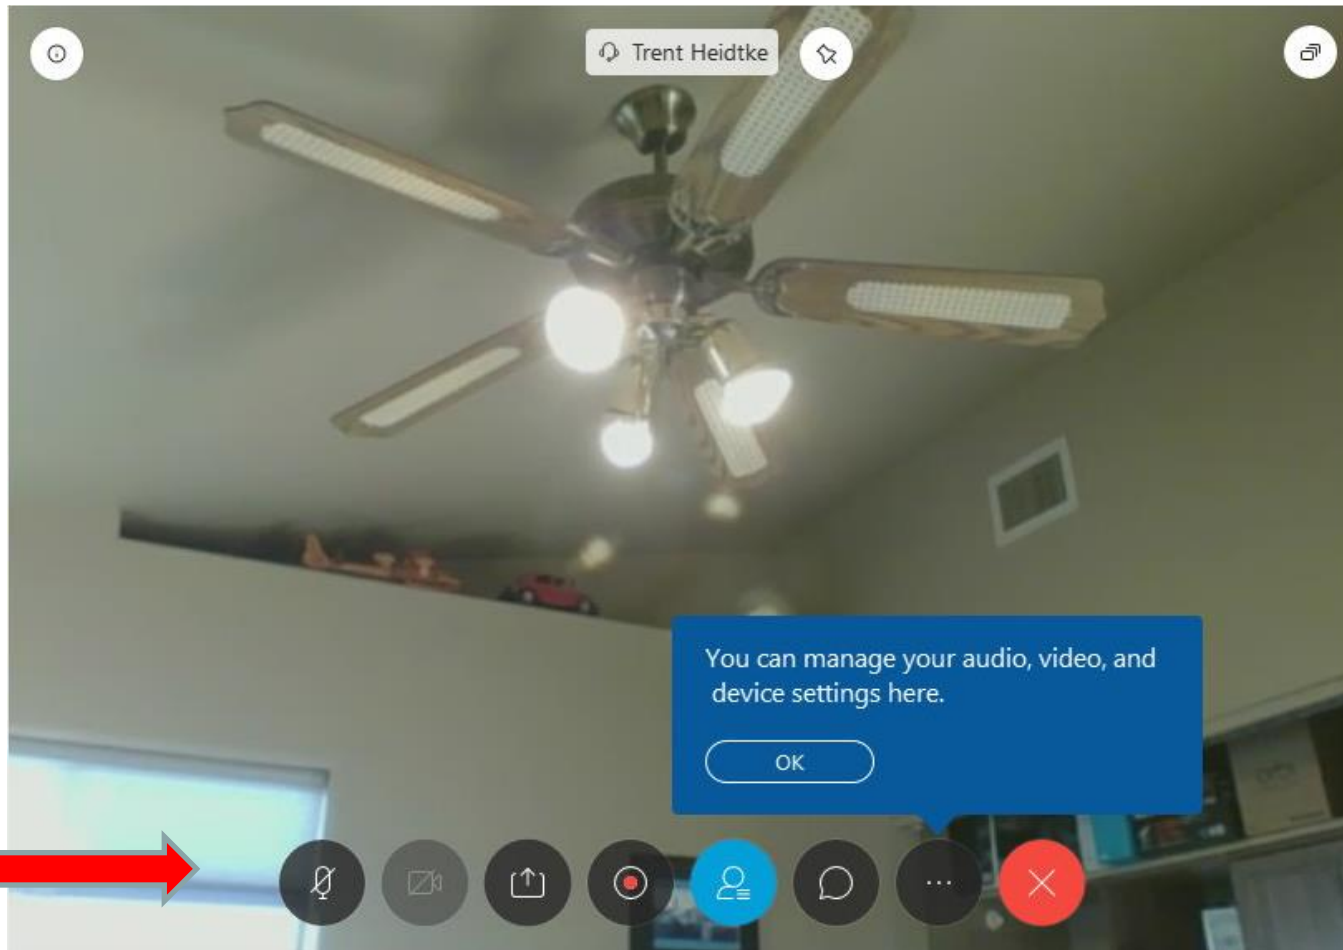 Trent Heidtke
You can manage your audio, video, and
device settings here.
OK